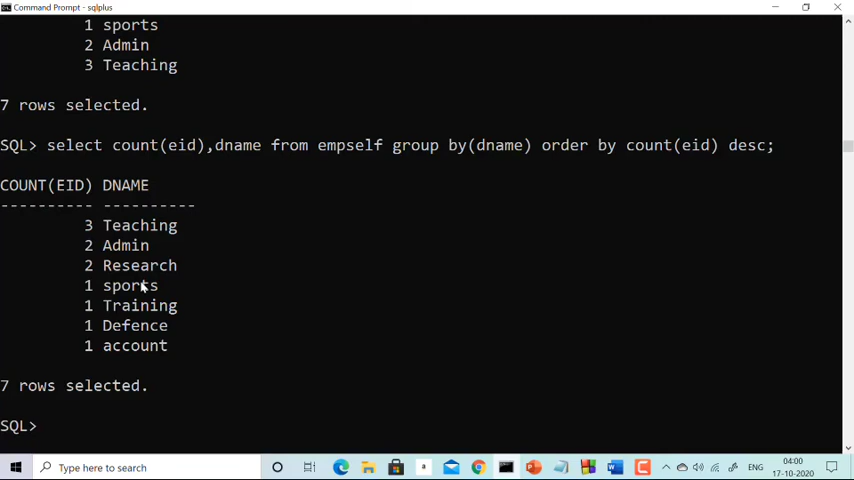 Command Prompt - sqlplus
1 sports
2 Admin
3 Teaching
7 rows selected.
SQL> select count(eid),dname from empself group by(dname) order by count(eid) desc;
COUNT(EID) DNAME
---------- ----------
3 Teaching
2 Admin
2 Research
1 sports
1 Training
1 Defence
1 account
7 rows selected.
SQL>
Type here to search
ENG
04:00
17-10-2020